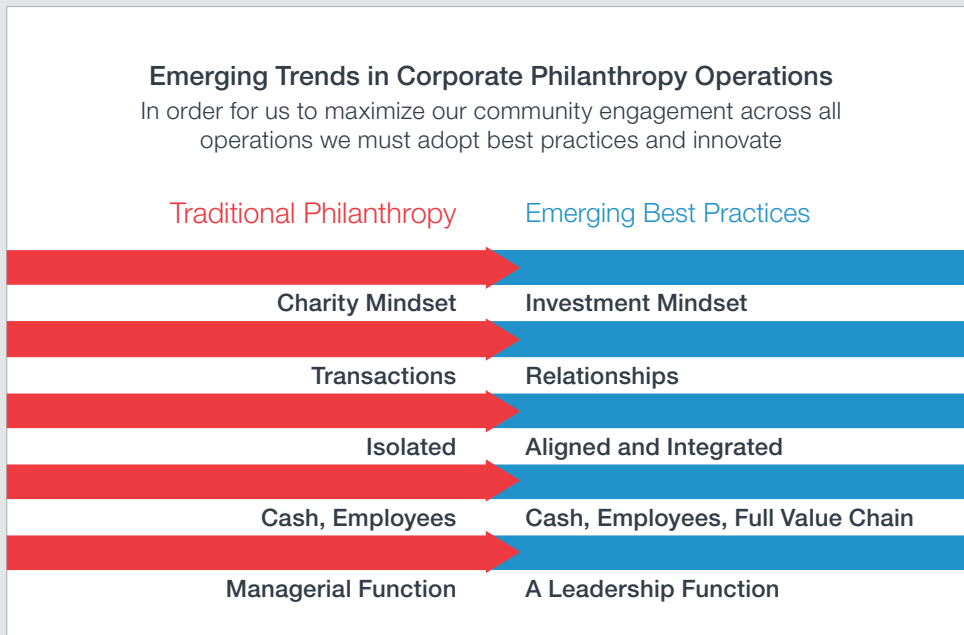 Emerging Trends in Corporate Philanthropy Operations
In order for us to maximize our community engagement across all
operations we must adopt best practices and innovate
Traditional Philanthropy Emerging Best Practices
Charity Mindset Investment Mindset
Transactions Relationships
Isolated Aligned and Integrated
Cash, Employees Cash, Employees, Full Value Chain
Managerial Function A Leadership Function